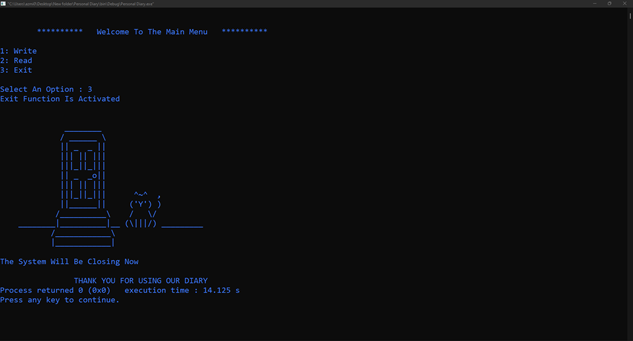 "C:\Users\samti\Desktop\New folder\Personal Diary\bin\Debug\Personal Diary.exe"
********** Welcome To The Main Menu **********
1: Write
2: Read
3: Exit
Select An Option : 3
Exit Function Is Activated
The System Will Be Closing Now
THANK YOU FOR USING OUR DIARY
Process returned 0 (0x0) execution time : 14.125 s
Press any key to continue.